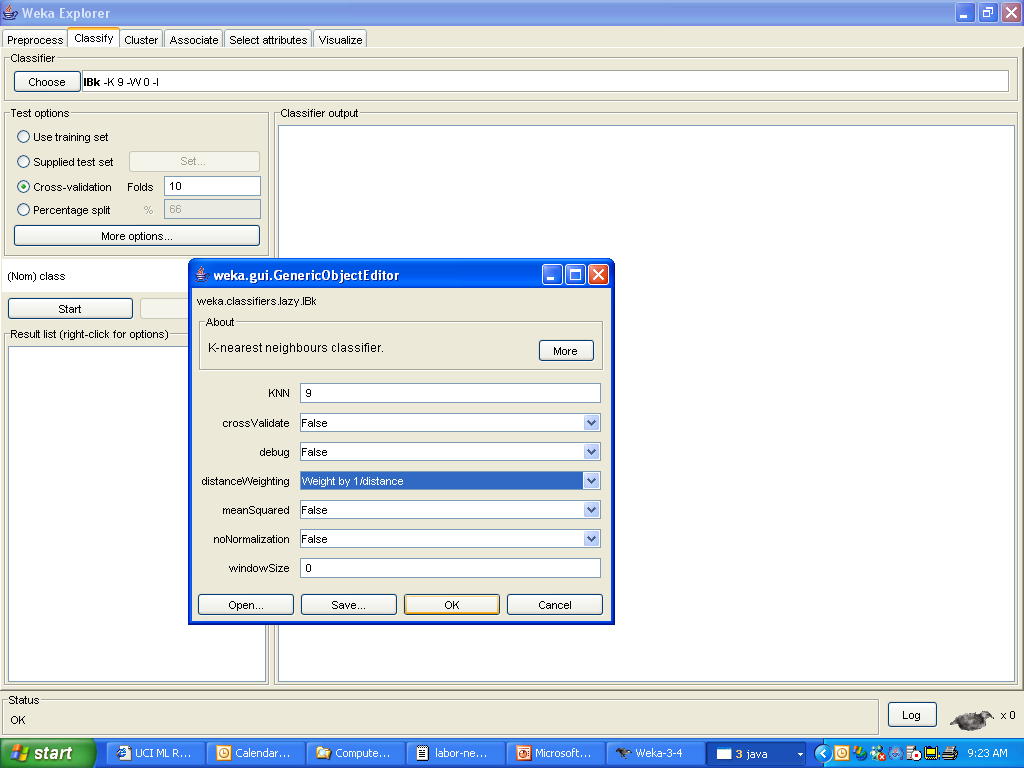 Weka Explorer
Preprocess Classify Cluster Associate Select attributes Visualize
Classifier
Choose IBk -K 9 -W 0 -I
Test options
Use training set
Supplied test set Set...
Cross-validation Folds 10
Percentage split % 66
More options...
(Nom) class
Start
Result list (right-click for options)
Classifier output
weka.gui.GenericObjectEditor
weka.classifiers.lazy.IBk
About
K-nearest neighbours classifier.
More
KNN 9
crossValidate False
debug False
distanceWeighting Weight by 1/distance
meanSquared False
noNormalization False
windowSize 0
Open... Save... OK Cancel
Status
OK
Log x 0
start UCI ML R... Calendar... Compute... labor-ne... Microsoft... Weka-3-4 3 java 9:23 AM